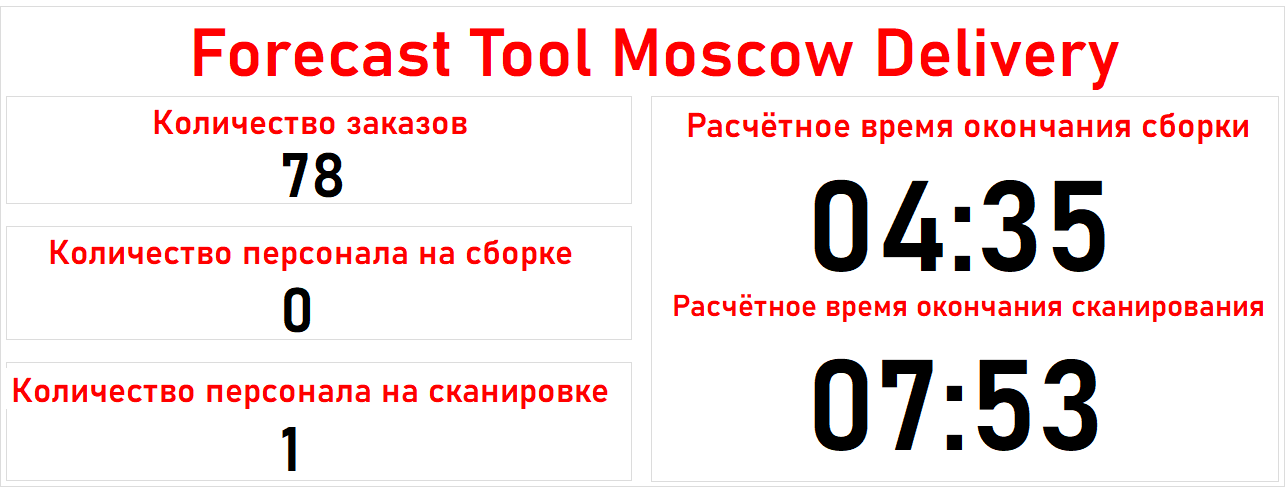 Forecast Tool Moscow Delivery
Количество заказов
78
Количество персонала на сборке
0
Количество персонала на сканировке
1
Расчётное время окончания сборки
04:35
Расчётное время окончания сканирования
07:53